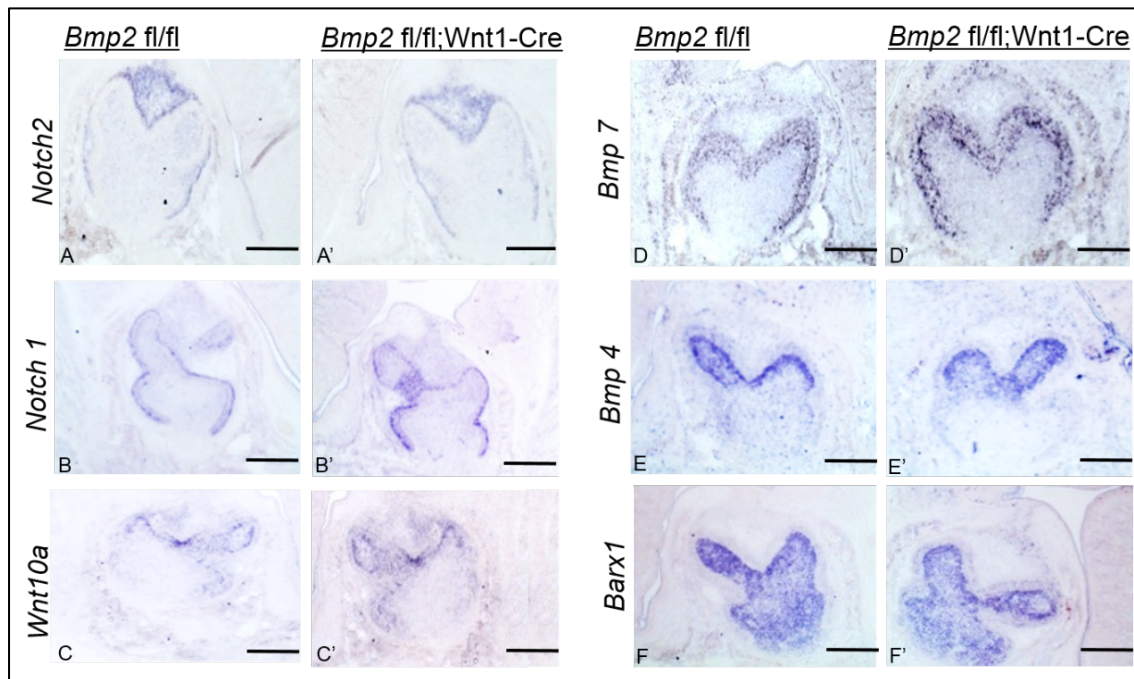 Bmp2 fl/fl Bmp2 fl/fl;Wnt1-Cre Bmp2 fl/fl Bmp2 fl/fl;Wnt1-Cre
Notch2
A A'
Bmp 7
D D'
Notch 1
B B'
Bmp 4
E E'
Wnt10a
C C'
Barx1
F F'